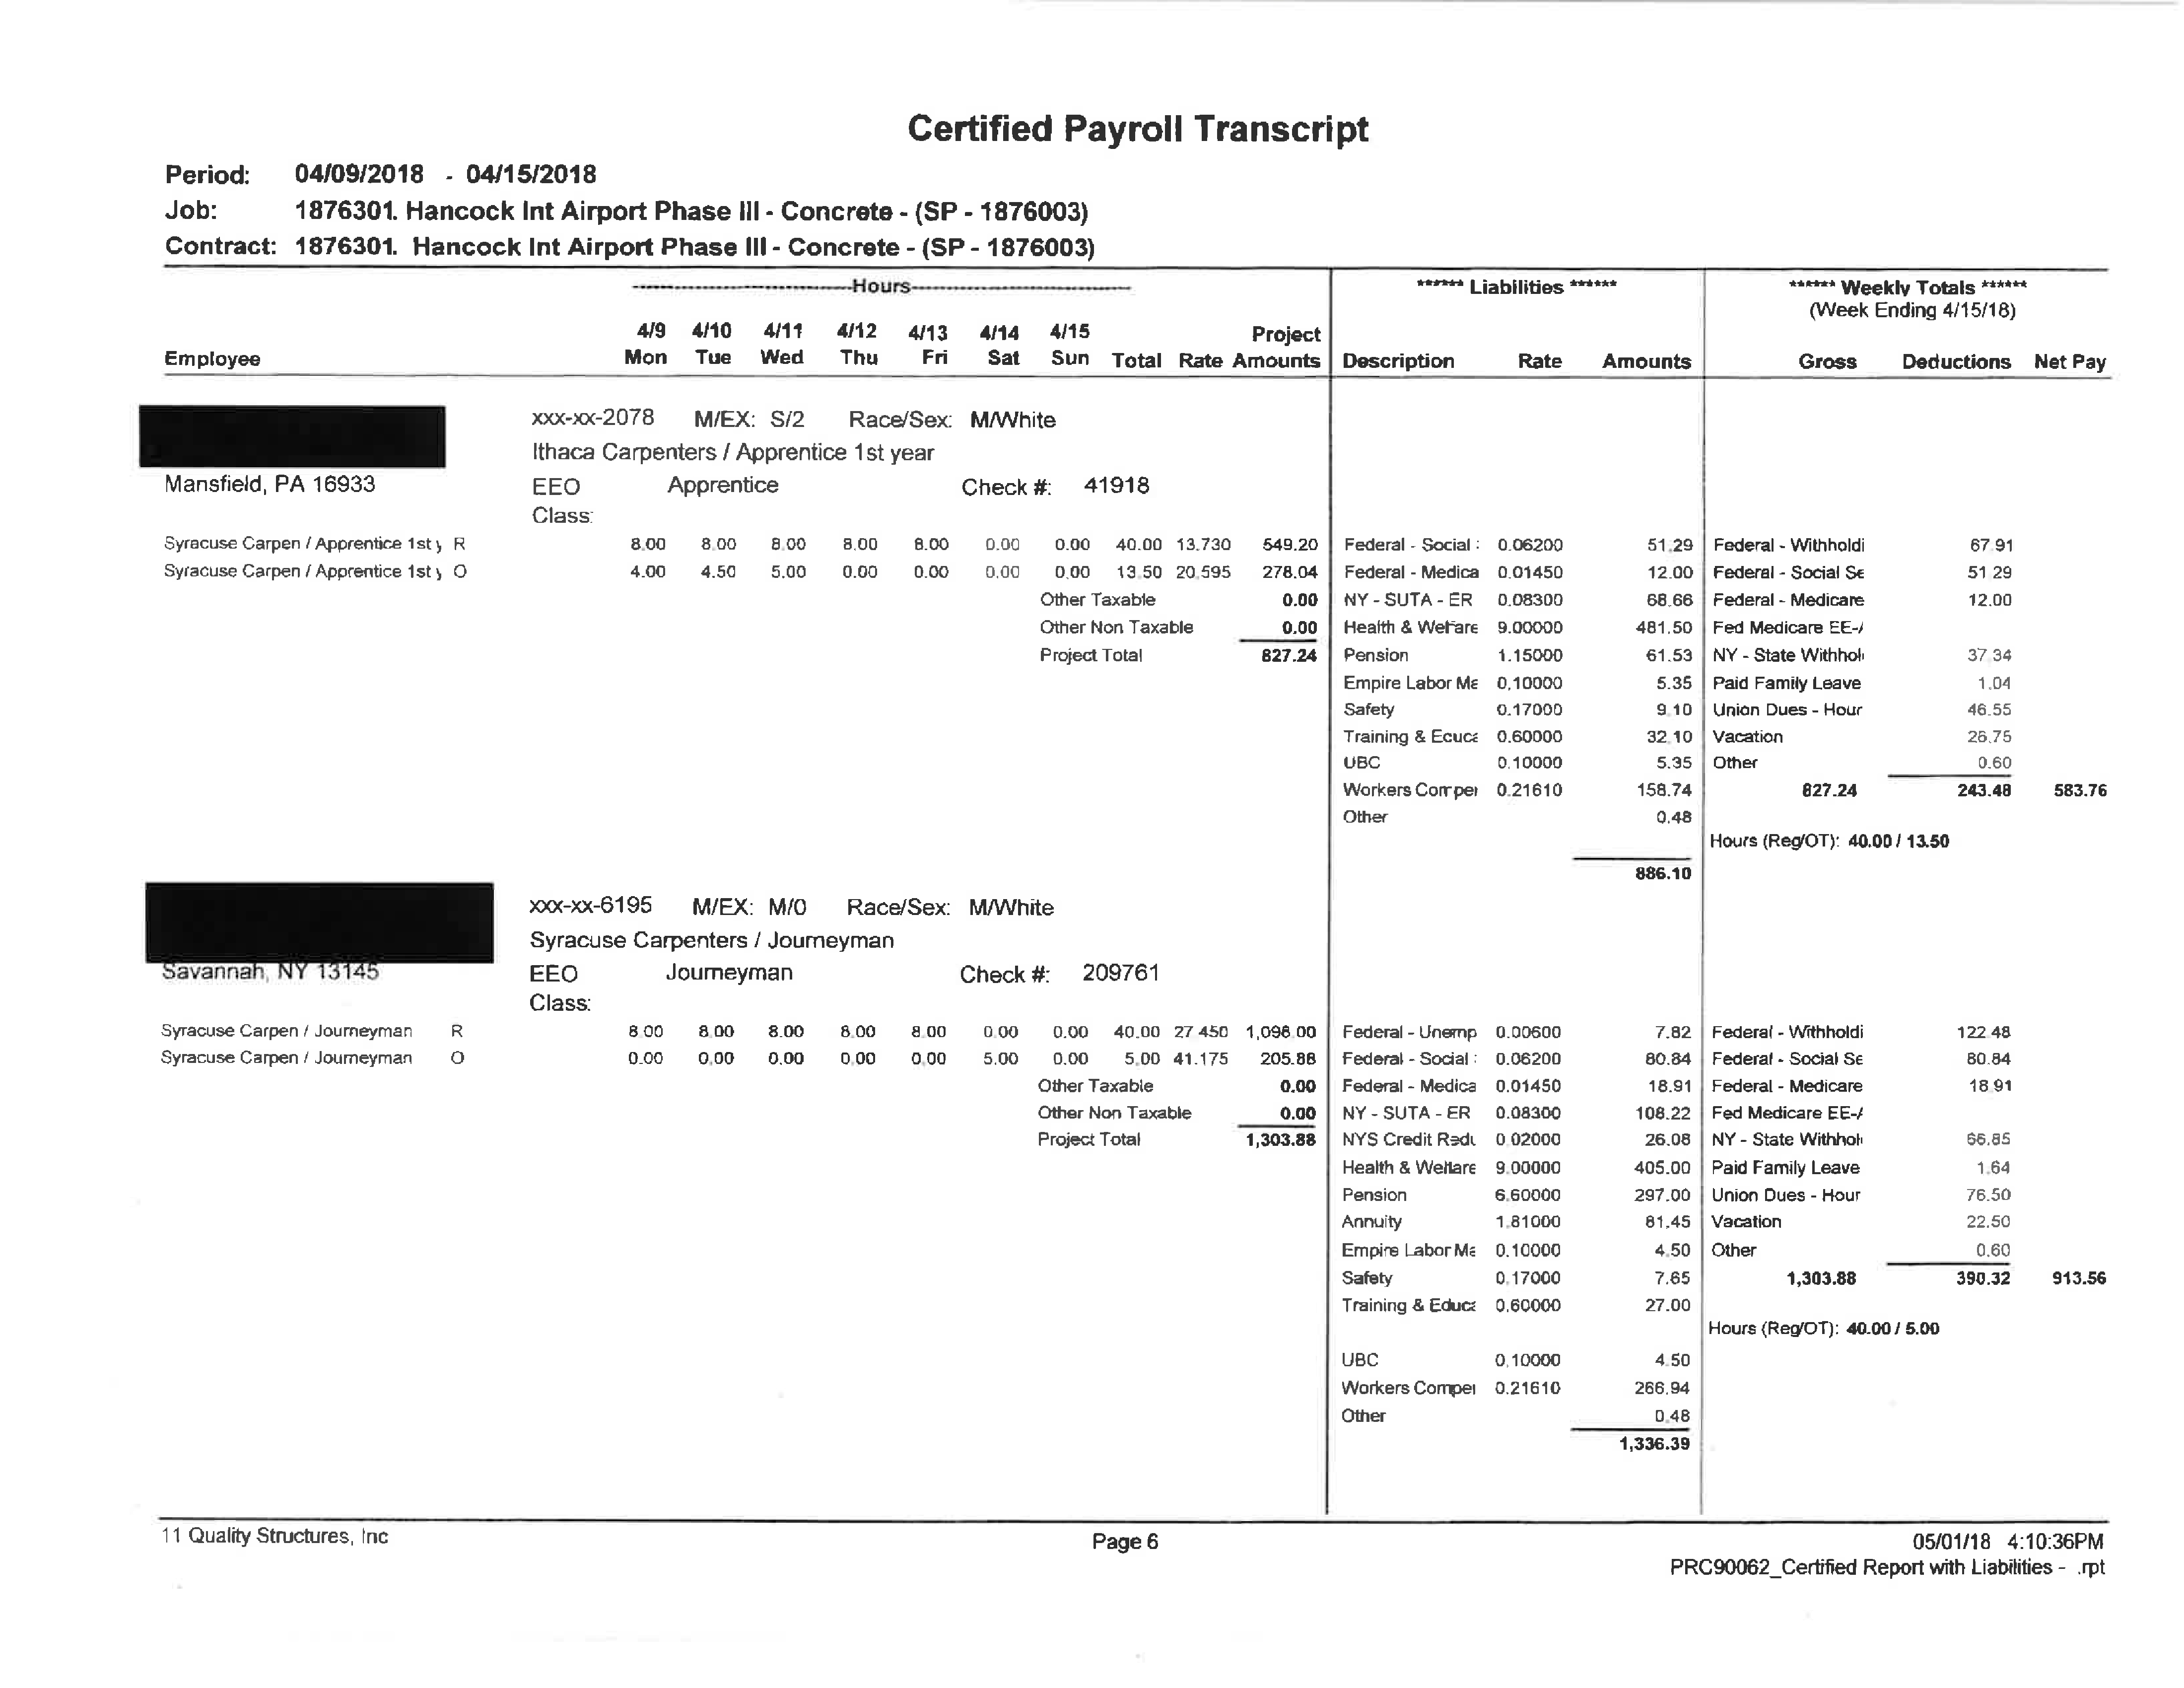 Certified Payroll Transcript
Period: 04/09/2018 - 04/15/2018
Job: 1876301. Hancock Int Airport Phase III - Concrete - (SP - 1876003)
Contract: 1876301. Hancock Int Airport Phase III - Concrete - (SP - 1876003)
Hours
****** Liabilities ****** ****** Weekly Totals ******
(Week Ending 4/15/18)
4/9 4/10 4/11 4/12 4/13 4/14 4/15 Project
Employee Mon Tue Wed Thu Fri Sat Sun Total Rate Amounts Description Rate Amounts Gross Deductions Net Pay
xxx-xx-2078 M/EX: S/2 Race/Sex: M/White
Ithaca Carpenters / Apprentice 1st year
Mansfield, PA 16933 EEO Apprentice Check #: 41918
Class:
Syracuse Carpen / Apprentice 1st y R 8.00 8.00 8.00 8.00 8.00 0.00 0.00 40.00 13.730 549.20 Federal - Social : 0.06200 51.29 Federal - Withholdi 67.91
Syracuse Carpen / Apprentice 1st y O 4.00 4.50 5.00 0.00 0.00 0.00 0.00 13.50 20.595 278.04 Federal - Medica 0.01450 12.00 Federal - Social Se 51.29
Other Taxable 0.00 NY - SUTA - ER 0.08300 68.66 Federal - Medicare 12.00
Other Non Taxable 0.00 Health & Welfare 9.00000 481.50 Fed Medicare EE-/
Project Total 827.24 Pension 1.15000 61.53 NY - State Withhol 37.34
Empire Labor Ma 0.10000 5.35 Paid Family Leave 1.04
Safety 0.17000 9.10 Union Dues - Hour 46.55
Training & Educa 0.60000 32.10 Vacation 26.75
UBC 0.10000 5.35 Other 0.60
Workers Compe 0.21610 158.74 827.24 243.48 583.76
Other 0.48
Hours (Reg/OT): 40.00 / 13.50
886.10
xxx-xx-6195 M/EX: M/0 Race/Sex: M/White
Syracuse Carpenters / Journeyman
Savannah, NY 13145 EEO Journeyman Check #: 209761
Class:
Syracuse Carpen / Journeyman R 8.00 8.00 8.00 8.00 8.00 0.00 0.00 40.00 27.450 1,098.00 Federal - Unemp 0.00600 7.82 Federal - Withholdi 122.48
Syracuse Carpen / Journeyman O 0.00 0.00 0.00 0.00 0.00 5.00 0.00 5.00 41.175 205.88 Federal - Social : 0.06200 80.84 Federal - Social Se 80.84
Other Taxable 0.00 Federal - Medica 0.01450 18.91 Federal - Medicare 18.91
Other Non Taxable 0.00 NY - SUTA - ER 0.08300 108.22 Fed Medicare EE-/
Project Total 1,303.88 NYS Credit Redu 0.02000 26.08 NY - State Withhol 66.85
Health & Welfare 9.00000 405.00 Paid Family Leave 1.64
Pension 6.60000 297.00 Union Dues - Hour 76.50
Annuity 1.81000 81.45 Vacation 22.50
Empire Labor Ma 0.10000 4.50 Other 0.60
Safety 0.17000 7.65 1,303.88 390.32 913.56
Training & Educa 0.60000 27.00
Hours (Reg/OT): 40.00 / 5.00
UBC 0.10000 4.50
Workers Compe 0.21610 266.94
Other 0.48
1,336.39
11 Quality Structures, Inc Page 6 05/01/18 4:10:36PM
PRC90062_Certified Report with Liabilities - .rpt